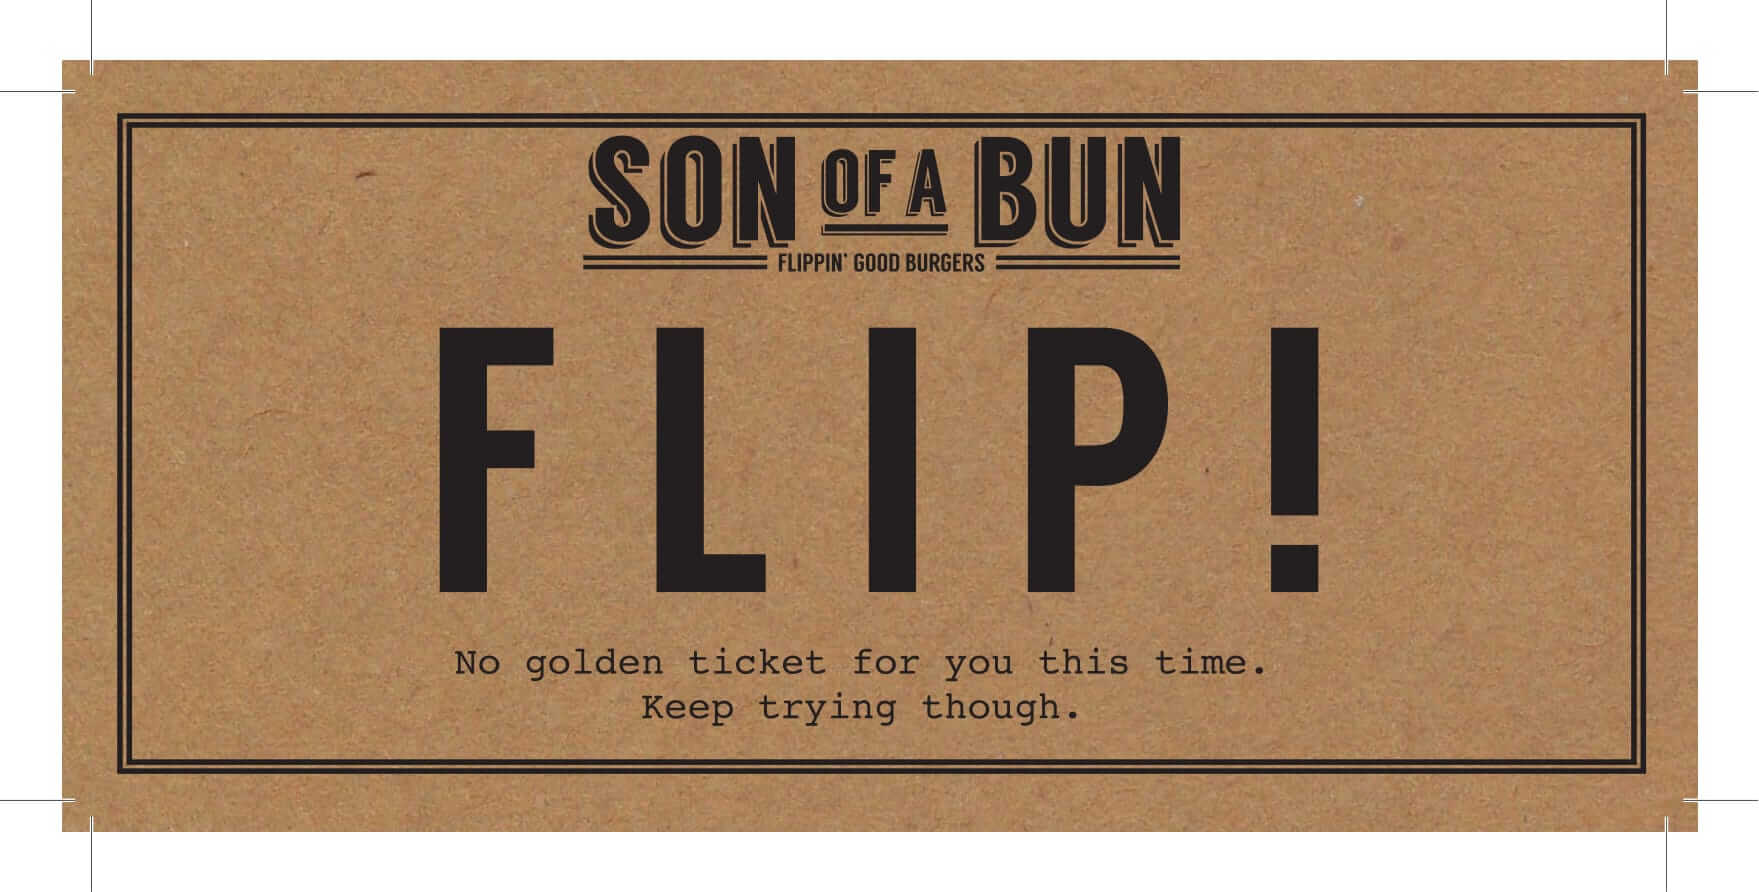 SON OF A BUN
FLIPPIN' GOOD BURGERS
FLIP!
No golden ticket for you this time.
Keep trying though.